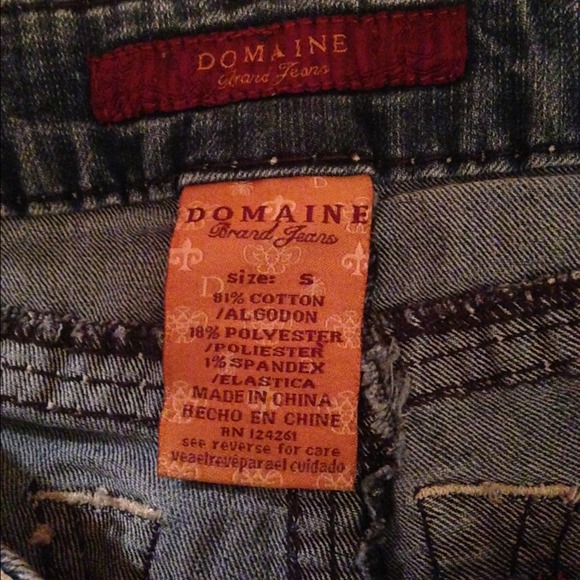 DOMAINE
Brand Jeans
DOMAINE
Brand Jeans
size: S
81% COTTON
/ALGODON
18% POLYESTER
/POLIESTER
1% SPANDEX
/ELASTICA
MADE IN CHINA
HECHO EN CHINE
RN 124261
see reverse for care
veaelreveparael cuidado